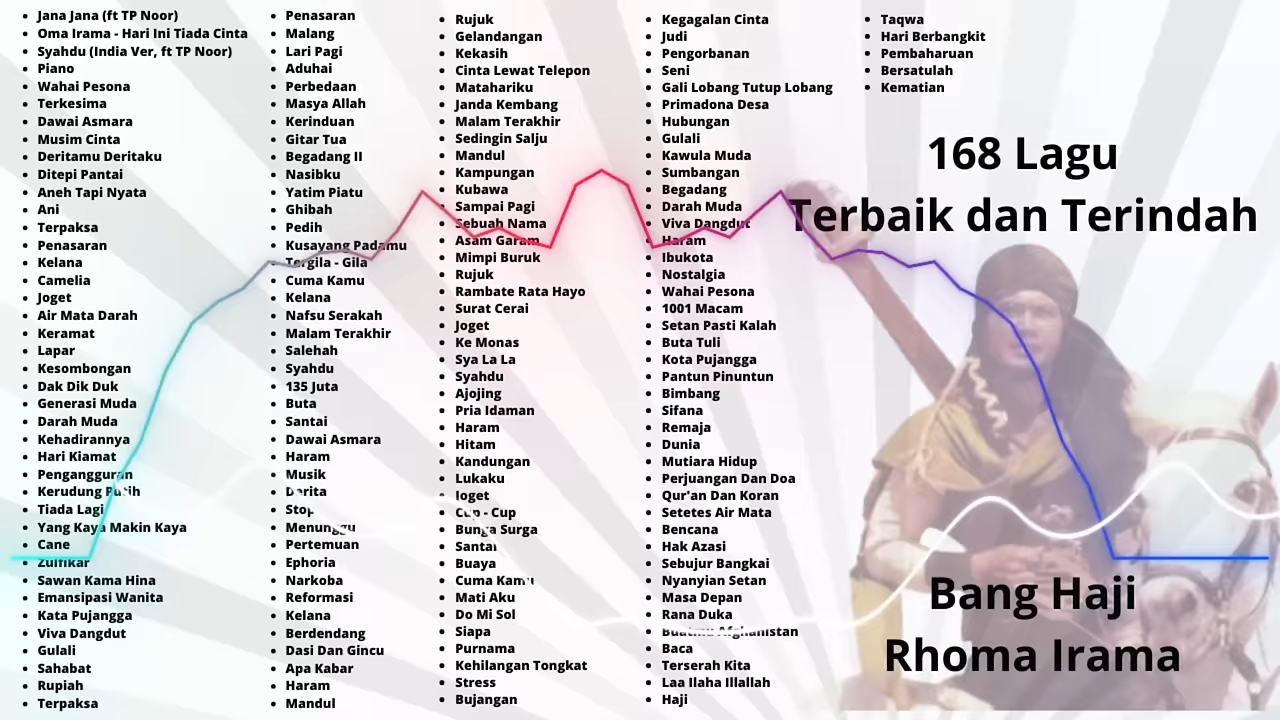 Jana Jana (ft TP Noor)
Oma Irama - Hari Ini Tiada Cinta
Syahdu (India Ver, ft TP Noor)
Piano
Wahai Pesona
Terkesima
Dawai Asmara
Musim Cinta
Deritamu Deritaku
Ditepi Pantai
Aneh Tapi Nyata
Ani
Terpaksa
Penasaran
Kelana
Camelia
Joget
Air Mata Darah
Keramat
Lapar
Kesombongan
Dak Dik Duk
Generasi Muda
Darah Muda
Kehadirannya
Hari Kiamat
Pengangguran
Kerudung Putih
Tiada Lagi
Yang Kaya Makin Kaya
Cane
Zulfikar
Sawan Kama Hina
Emansipasi Wanita
Kata Pujangga
Viva Dangdut
Gulali
Sahabat
Rupiah
Terpaksa
Penasaran
Malang
Lari Pagi
Aduhai
Perbedaan
Masya Allah
Kerinduan
Gitar Tua
Begadang II
Nasibku
Yatim Piatu
Ghibah
Pedih
Kusayang Padamu
Tergila - Gila
Cuma Kamu
Kelana
Nafsu Serakah
Malam Terakhir
Salehah
Syahdu
135 Juta
Buta
Santai
Dawai Asmara
Haram
Musik
Derita
Stop
Menunggu
Pertemuan
Ephoria
Narkoba
Reformasi
Kelana
Berdendang
Dasi Dan Gincu
Apa Kabar
Haram
Mandul
Rujuk
Gelandangan
Kekasih
Cinta Lewat Telepon
Matahariku
Janda Kembang
Malam Terakhir
Sedingin Salju
Mandul
Kampungan
Kubawa
Sampai Pagi
Sebuah Nama
Asam Garam
Mimpi Buruk
Rujuk
Rambate Rata Hayo
Surat Cerai
Joget
Ke Monas
Sya La La
Syahdu
Ajojing
Pria Idaman
Haram
Hitam
Kandungan
Lukaku
Joget
Cup - Cup
Bunga Surga
Santai
Buaya
Cuma Kamu
Mati Aku
Do Mi Sol
Siapa
Purnama
Kehilangan Tongkat
Stress
Bujangan
Kegagalan Cinta
Judi
Pengorbanan
Seni
Gali Lobang Tutup Lobang
Primadona Desa
Hubungan
Gulali
Kawula Muda
Sumbangan
Begadang
Darah Muda
Viva Dangdut
Haram
Ibukota
Nostalgia
Wahai Pesona
1001 Macam
Setan Pasti Kalah
Buta Tuli
Kota Pujangga
Pantun Pinuntun
Bimbang
Sifana
Remaja
Dunia
Mutiara Hidup
Perjuangan Dan Doa
Qur'an Dan Koran
Setetes Air Mata
Bencana
Hak Azasi
Sebujur Bangkai
Nyanyian Setan
Masa Depan
Rana Duka
Buatmu Afghanistan
Baca
Terserah Kita
Laa Ilaha Illallah
Haji
Taqwa
Hari Berbangkit
Pembaharuan
Bersatulah
Kematian
168 Lagu
Terbaik dan Terindah
Bang Haji
Rhoma Irama